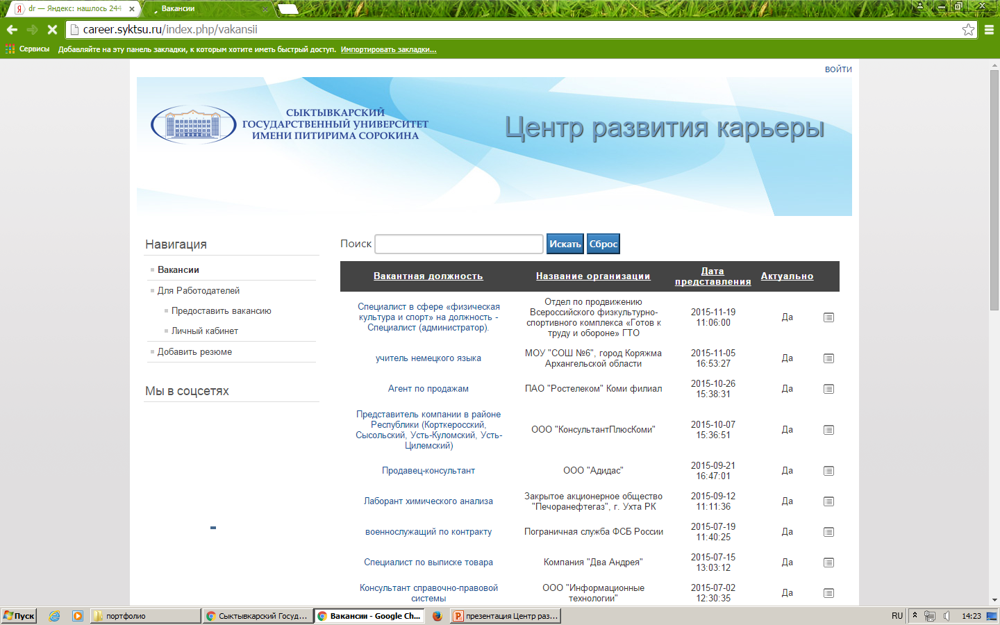 dr — Яндекс: нашлось 244
Вакансии
career.syktsu.ru/index.php/vakansii
Сервисы
Добавляйте на эту панель закладки, к которым хотите иметь быстрый доступ. Импортировать закладки...
ВОЙТИ
СЫКТЫВКАРСКИЙ
ГОСУДАРСТВЕННЫЙ УНИВЕРСИТЕТ
ИМЕНИ ПИТИРИМА СОРОКИНА
Центр развития карьеры
Навигация
Вакансии
Для Работодателей
Предоставить вакансию
Личный кабинет
Добавить резюме
Мы в соцсетях
Поиск Искать Сброс
Вакантная должность
Название организации
Дата
представления
Актуально
Специалист в сфере «физическая
культура и спорт» на должность -
Специалист (администратор).
Отдел по продвижению
Всероссийского физкультурно-
спортивного комплекса «Готов к
труду и обороне» ГТО
2015-11-19
11:06:00
Да
учитель немецкого языка
МОУ "СОШ №6", город Коряжма
Архангельской области
2015-11-05
16:53:27
Да
Агент по продажам
ПАО "Ростелеком" Коми филиал
2015-10-26
15:38:31
Да
Представитель компании в районе
Республики (Корткеросский,
Сысольский, Усть-Куломский, Усть-
Цилемский)
ООО "КонсультантПлюсКоми"
2015-10-07
15:36:51
Да
Продавец-консультант
ООО "Адидас"
2015-09-21
16:47:01
Да
Лаборант химического анализа
Закрытое акционерное общество
"Печоранефтегаз", г. Ухта РК
2015-09-12
11:11:36
Да
военнослужащий по контракту
Пограничная служба ФСБ России
2015-07-19
11:40:25
Да
Специалист по выписке товара
Компания "Два Андрея"
2015-07-15
13:03:12
Да
Консультант справочно-правовой
системы
ООО "Информационные
технологии"
2015-07-02
12:30:35
Да
Пуск
портфолио
Сыктывкарский Госуд...
Вакансии - Google Ch...
презентация Центр раз...
RU
14:23